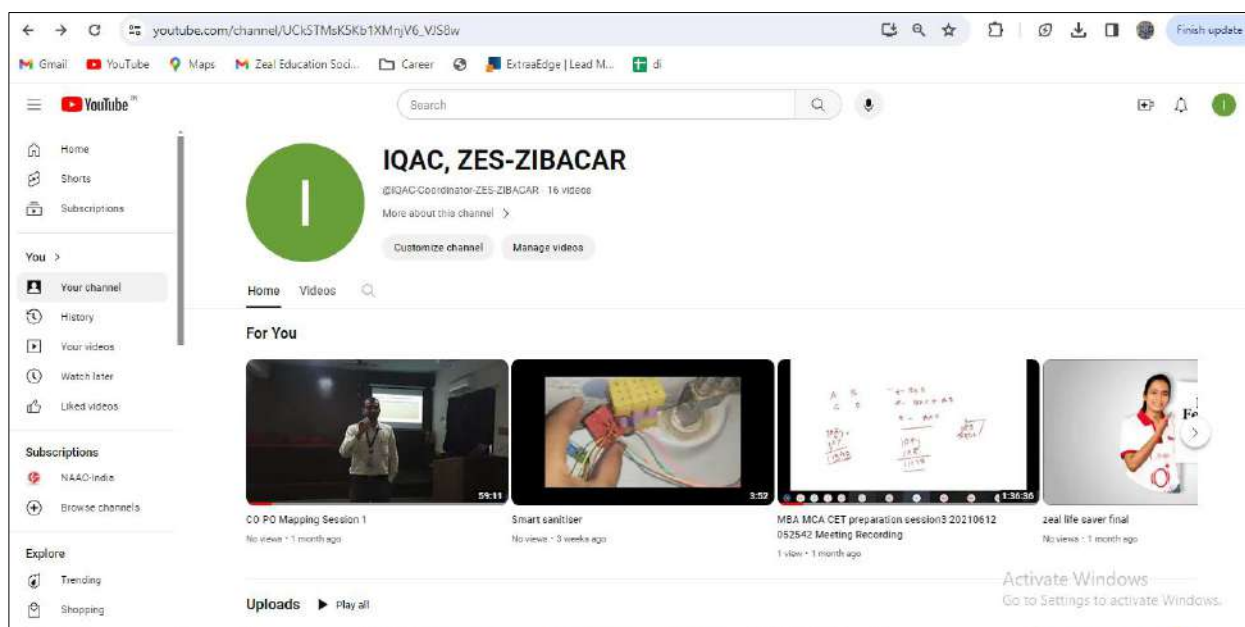 youtube.com/channel/UCkSTMsK5Kb1XMnjV6_VJS8w
Finish update
Gmail YouTube Maps Zeal Education Soci... Career ExtraaEdge | Lead M... di
YouTube IN
Search
Home
Shorts
Subscriptions
You >
Your channel
History
Your videos
Watch later
Liked videos
Subscriptions
NAAC-India
Browse channels
Explore
Trending
Shopping
I
IQAC, ZES-ZIBACAR
@IQAC-Coordinator-ZES-ZIBACAR 16 videos
More about this channel >
Customize channel Manage videos
Home Videos
For You
59:11
3:52
1:36:36
CO PO Mapping Session 1
No views • 1 month ago
Smart sanitiser
No views • 3 weeks ago
MBA MCA CET preparation session3 20210612
052542 Meeting Recording
1 view • 1 month ago
zeal life saver final
No views • 1 month ago
Uploads Play all
Activate Windows
Go to Settings to activate Windows.